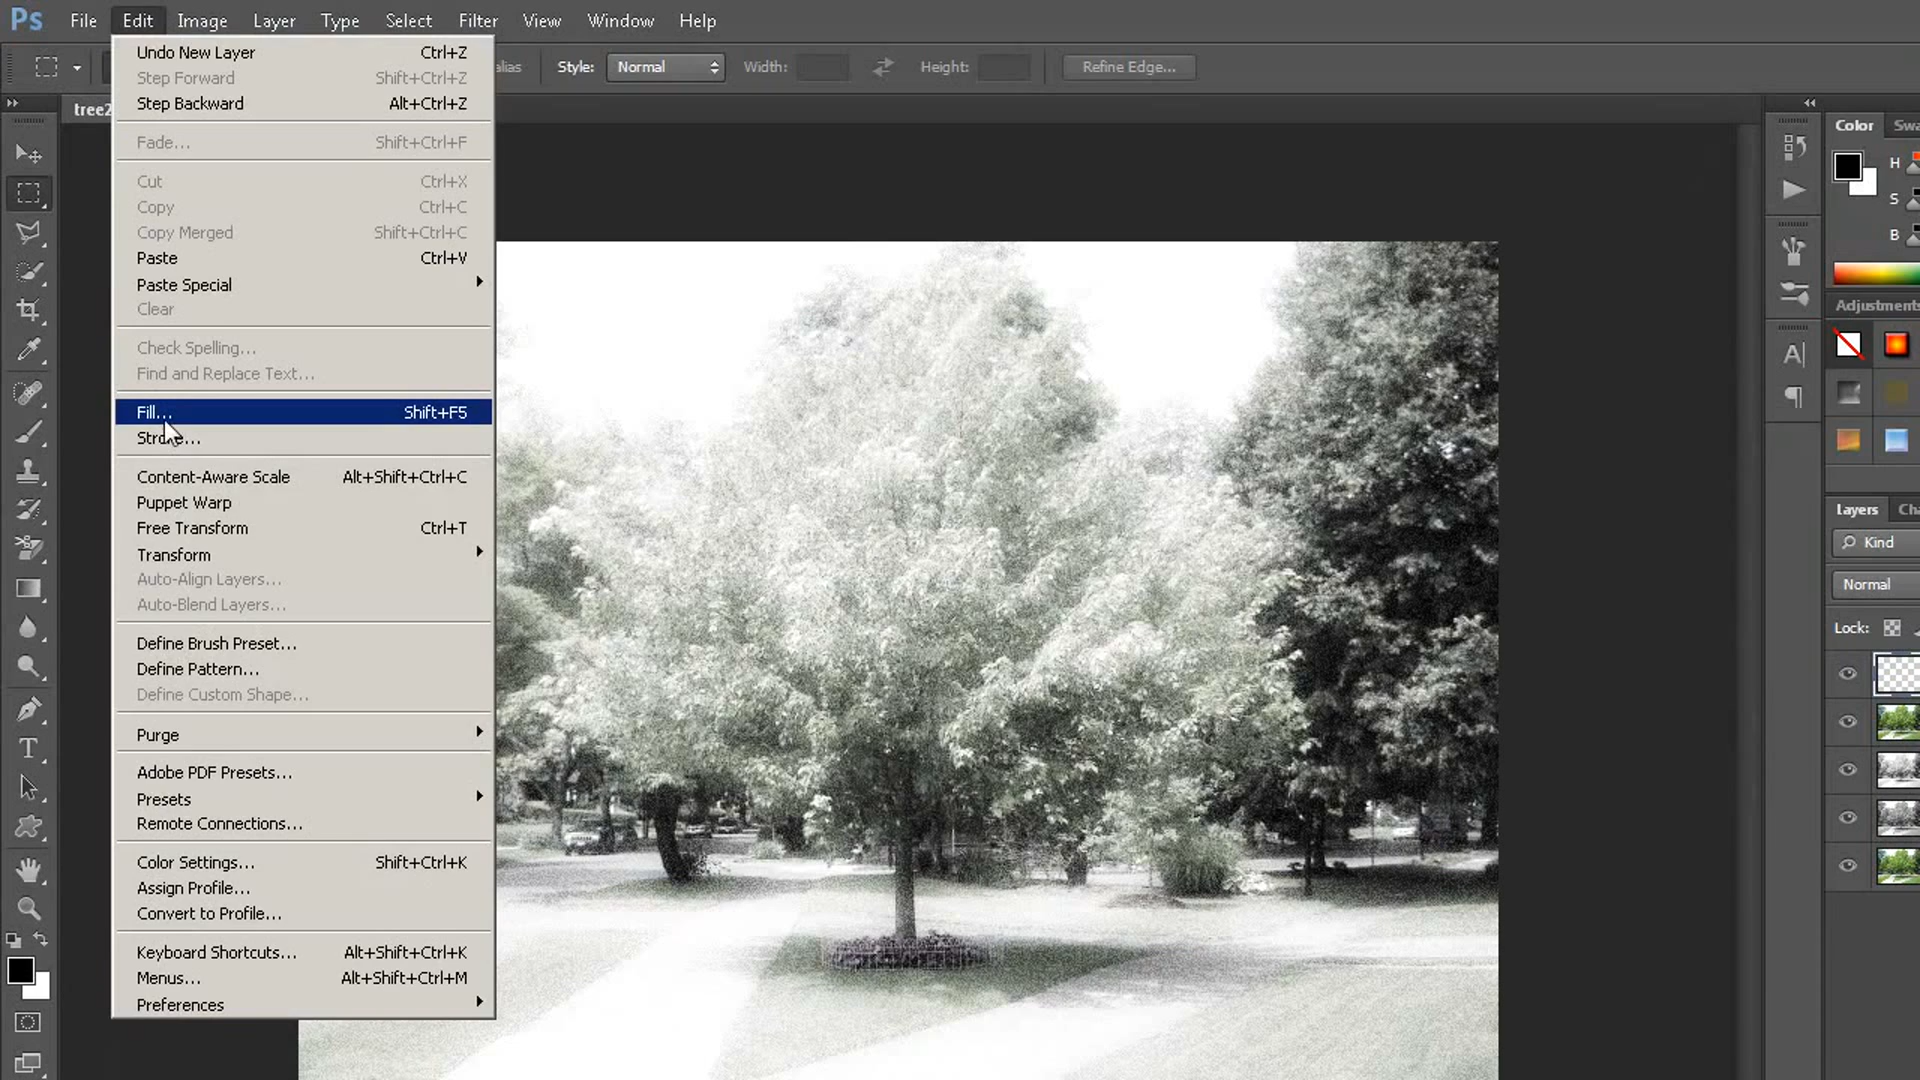 Ps File Edit Image Layer Type Select Filter View Window Help
alias Style: Normal Width: Height: Refine Edge...
tree2
Undo New Layer Ctrl+Z
Step Forward Shift+Ctrl+Z
Step Backward Alt+Ctrl+Z
Fade... Shift+Ctrl+F
Cut Ctrl+X
Copy Ctrl+C
Copy Merged Shift+Ctrl+C
Paste Ctrl+V
Paste Special
Clear
Check Spelling...
Find and Replace Text...
Fill... Shift+F5
Stroke...
Content-Aware Scale Alt+Shift+Ctrl+C
Puppet Warp
Free Transform Ctrl+T
Transform
Auto-Align Layers...
Auto-Blend Layers...
Define Brush Preset...
Define Pattern...
Define Custom Shape...
Purge
Adobe PDF Presets...
Presets
Remote Connections...
Color Settings... Shift+Ctrl+K
Assign Profile...
Convert to Profile...
Keyboard Shortcuts... Alt+Shift+Ctrl+K
Menus... Alt+Shift+Ctrl+M
Preferences
Color Swa
H
S
B
Adjustments
Layers Cha
Kind
Normal
Lock: